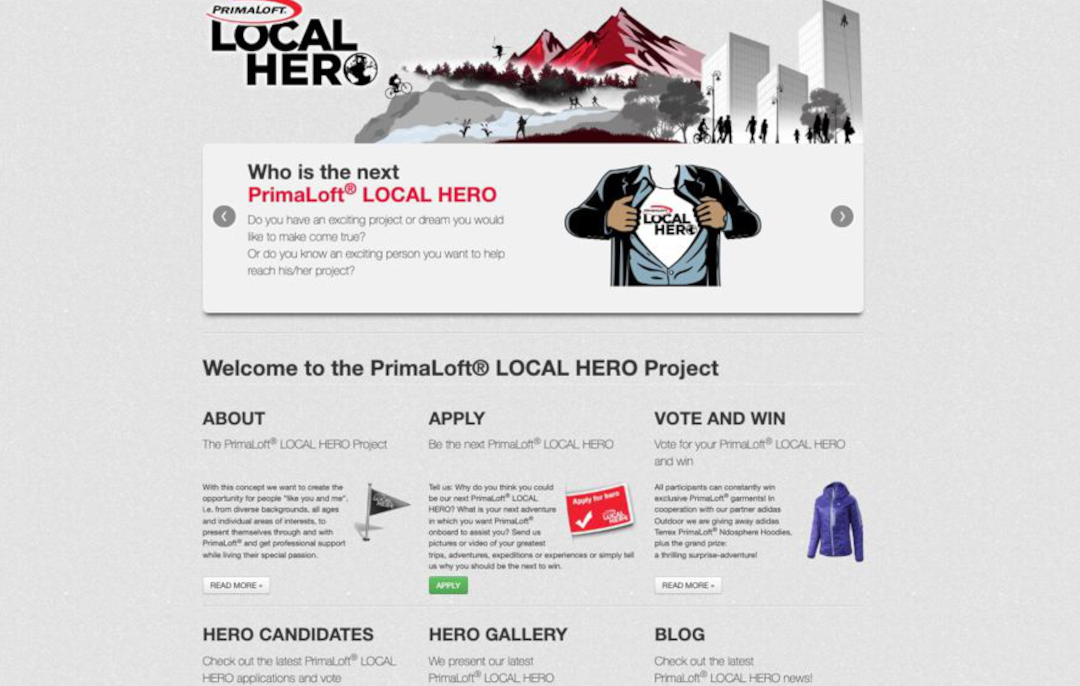 PRIMALOFT®
LOCAL
HERO
Who is the next
PrimaLoft® LOCAL HERO
Do you have an exciting project or dream you would
like to make come true?
Or do you know an exciting person you want to help
reach his/her project?
PRIMALOFT
LOCAL
HERO
Welcome to the PrimaLoft® LOCAL HERO Project
ABOUT
The PrimaLoft® LOCAL HERO Project
With this concept we want to create the
opportunity for people "like you and me",
i.e. from diverse backgrounds, all ages
and individual areas of interests, to
present themselves through and with
PrimaLoft® and get professional support
while living their special passion.
LOCAL
HERO
READ MORE »
APPLY
Be the next PrimaLoft® LOCAL HERO
Tell us: Why do you think you could
be our next PrimaLoft® LOCAL
HERO? What is your next adventure
in which you want PrimaLoft®
onboard to assist you? Send us
pictures or video of your greatest
trips, adventures, expeditions or experiences or simply tell
us why you should be the next to win.
Apply for hero
LOCAL
HERO
APPLY
VOTE AND WIN
Vote for your PrimaLoft® LOCAL HERO
and win
All participants can constantly win
exclusive PrimaLoft® garments! In
cooperation with our partner adidas
Outdoor we are giving away adidas
Terrex PrimaLoft® Ndosphere Hoodies,
plus the grand prize:
a thrilling surprise-adventure!
READ MORE »
HERO CANDIDATES
Check out the latest PrimaLoft® LOCAL
HERO applications and vote
HERO GALLERY
We present our latest
PrimaLoft® LOCAL HERO
BLOG
Check out the latest
PrimaLoft® LOCAL HERO news!